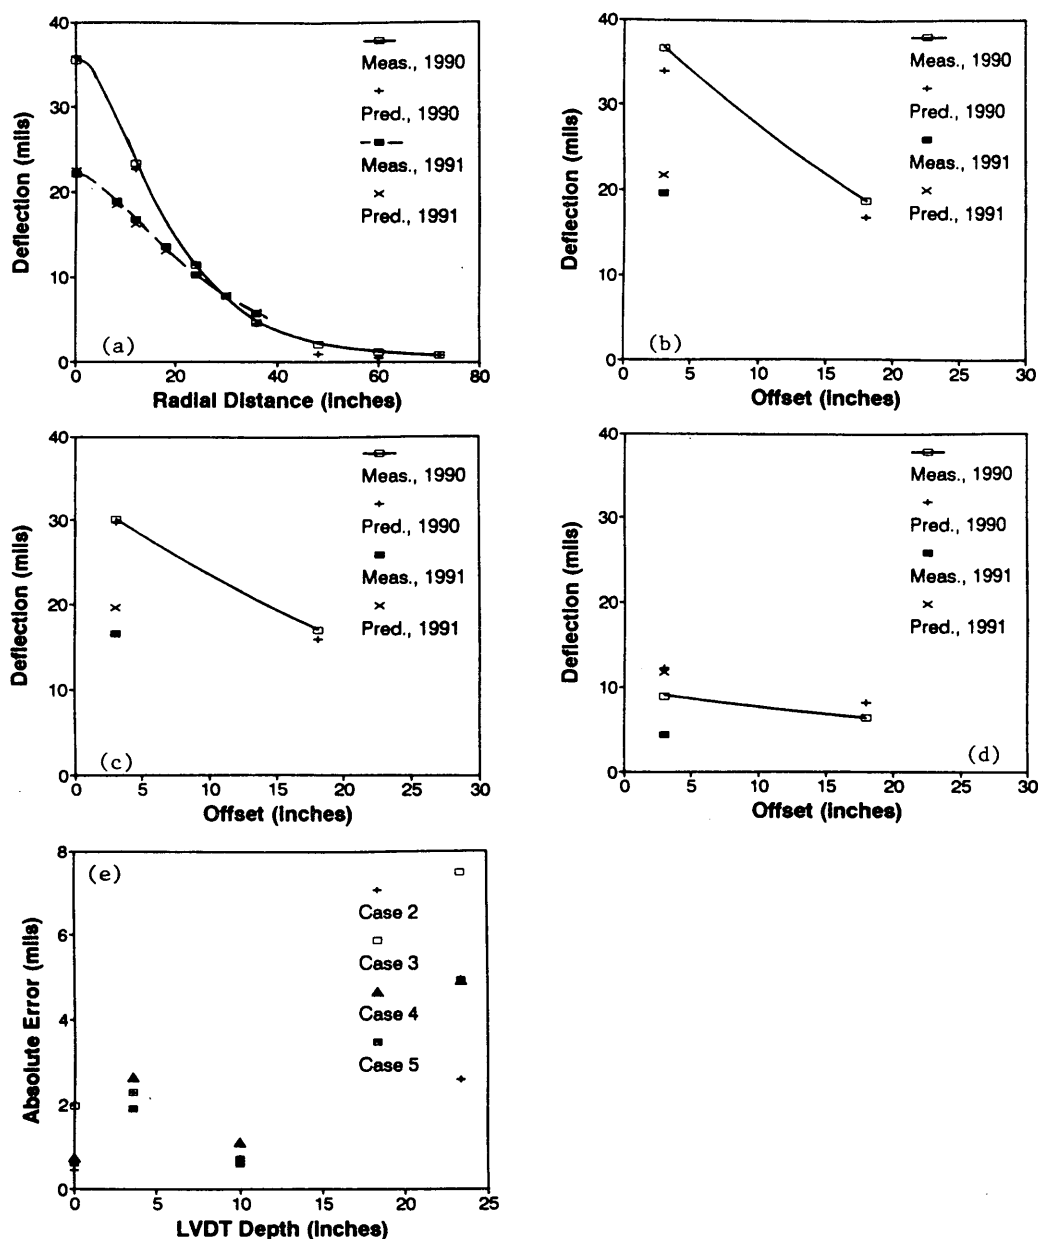 40
30
20
10
0
Deflection (mils)
Meas., 1990
Pred., 1990
Meas., 1991
Pred., 1991
(a)
0 20 40 60 80
Radial Distance (inches)
40
30
20
10
0
Deflection (mils)
Meas., 1990
Pred., 1990
Meas., 1991
Pred., 1991
(b)
0 5 10 15 20 25 30
Offset (inches)
40
30
20
10
0
Deflection (mils)
Meas., 1990
Pred., 1990
Meas., 1991
Pred., 1991
(c)
0 5 10 15 20 25 30
Offset (inches)
40
30
20
10
0
Deflection (mils)
Meas., 1990
Pred., 1990
Meas., 1991
Pred., 1991
(d)
0 5 10 15 20 25 30
Offset (inches)
8
6
4
2
0
Absolute Error (mils)
(e)
Case 2
Case 3
Case 4
Case 5
0 5 10 15 20 25
LVDT Depth (inches)